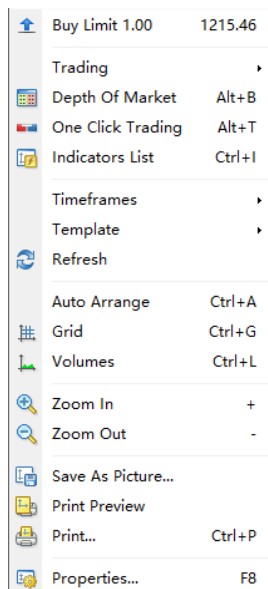 Buy Limit 1.00 1215.46
Trading
Depth Of Market Alt+B
One Click Trading Alt+T
Indicators List Ctrl+I
Timeframes
Template
Refresh
Auto Arrange Ctrl+A
Grid Ctrl+G
Volumes Ctrl+L
Zoom In +
Zoom Out -
Save As Picture...
Print Preview
Print... Ctrl+P
Properties... F8